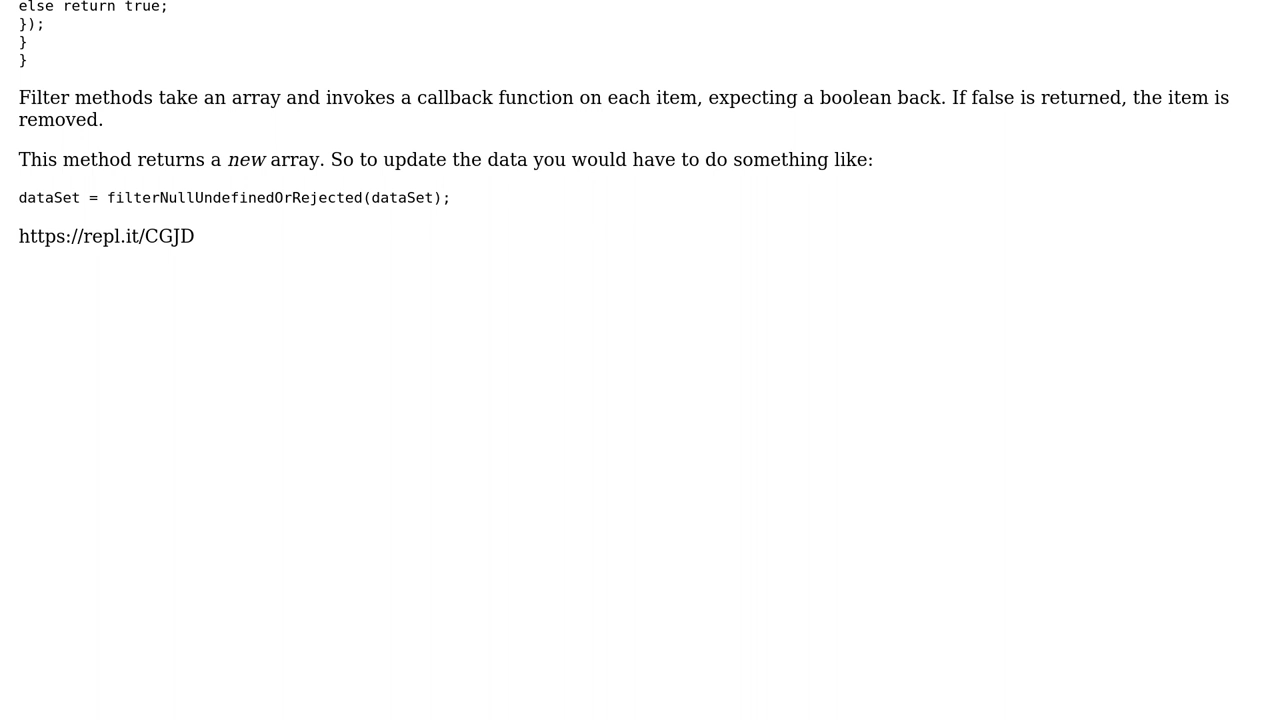 else return true;
});
}
}
Filter methods take an array and invokes a callback function on each item, expecting a boolean back. If false is returned, the item is
removed.
This method returns a new array. So to update the data you would have to do something like:
dataSet = filterNullUndefinedOrRejected(dataSet);
https://repl.it/CGJD